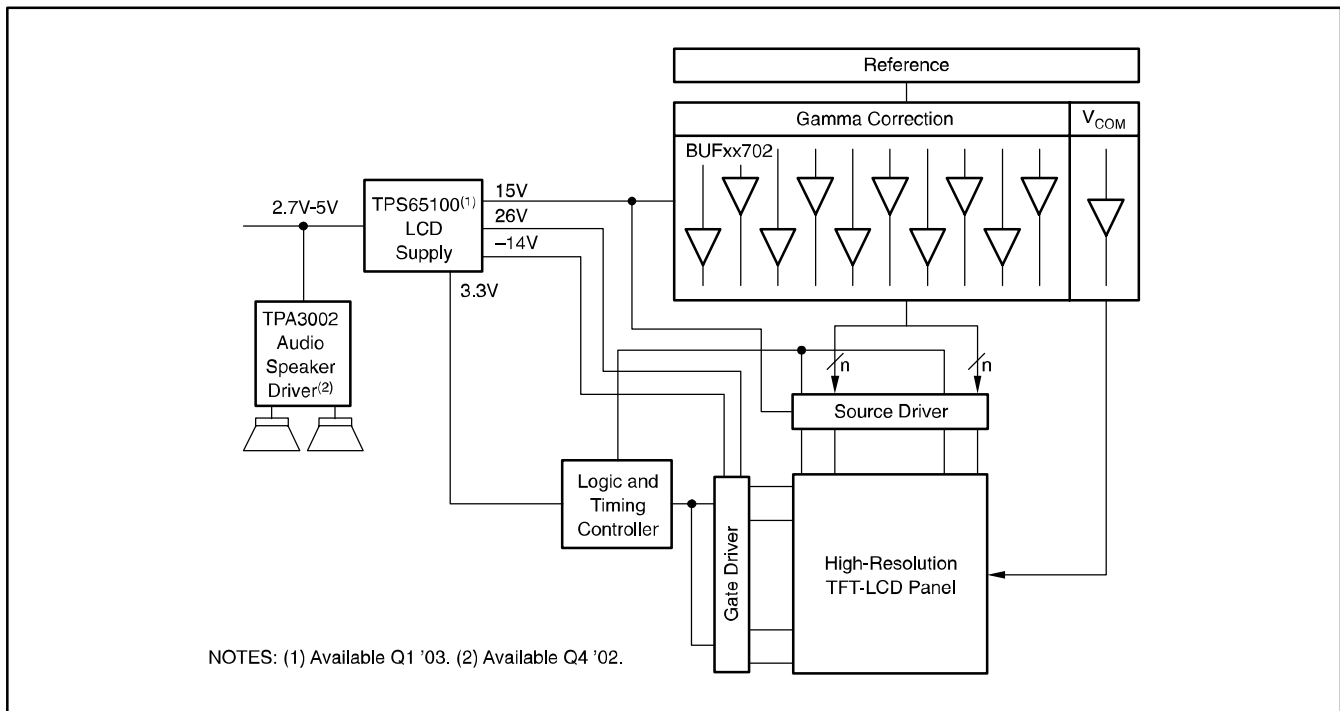 Reference
Gamma Correction
V_COM
BUFxx702
2.7V-5V
TPS65100(1)
LCD
Supply
15V
26V
–14V
3.3V
TPA3002
Audio
Speaker
Driver(2)
n
n
Source Driver
Logic and
Timing
Controller
Gate Driver
High-Resolution
TFT-LCD Panel
NOTES: (1) Available Q1 '03. (2) Available Q4 '02.